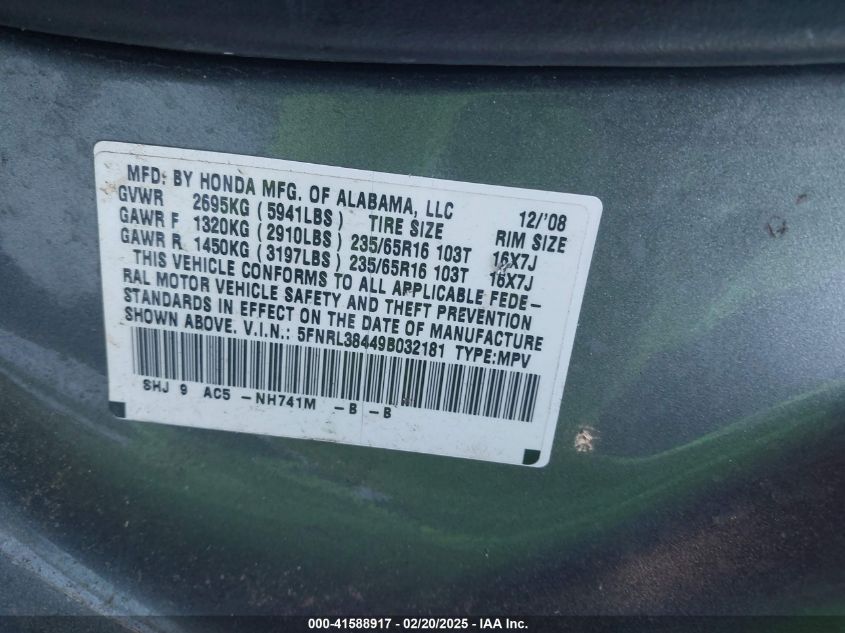 MFD. BY HONDA MFG. OF ALABAMA, LLC 12/'08
GVWR 2695KG (5941LBS) TIRE SIZE RIM SIZE
GAWR F 1320KG (2910LBS) 235/65R16 103T 16X7J
GAWR R 1450KG (3197LBS) 235/65R16 103T 16X7J
THIS VEHICLE CONFORMS TO ALL APPLICABLE FEDE-
RAL MOTOR VEHICLE SAFETY AND THEFT PREVENTION
STANDARDS IN EFFECT ON THE DATE OF MANUFACTURE
SHOWN ABOVE. V.I.N.: 5FNRL38449B032181 TYPE:MPV
SHJ 9 AC5 -NH741M -B -B
000-41588917 - 02/20/2025 - IAA Inc.